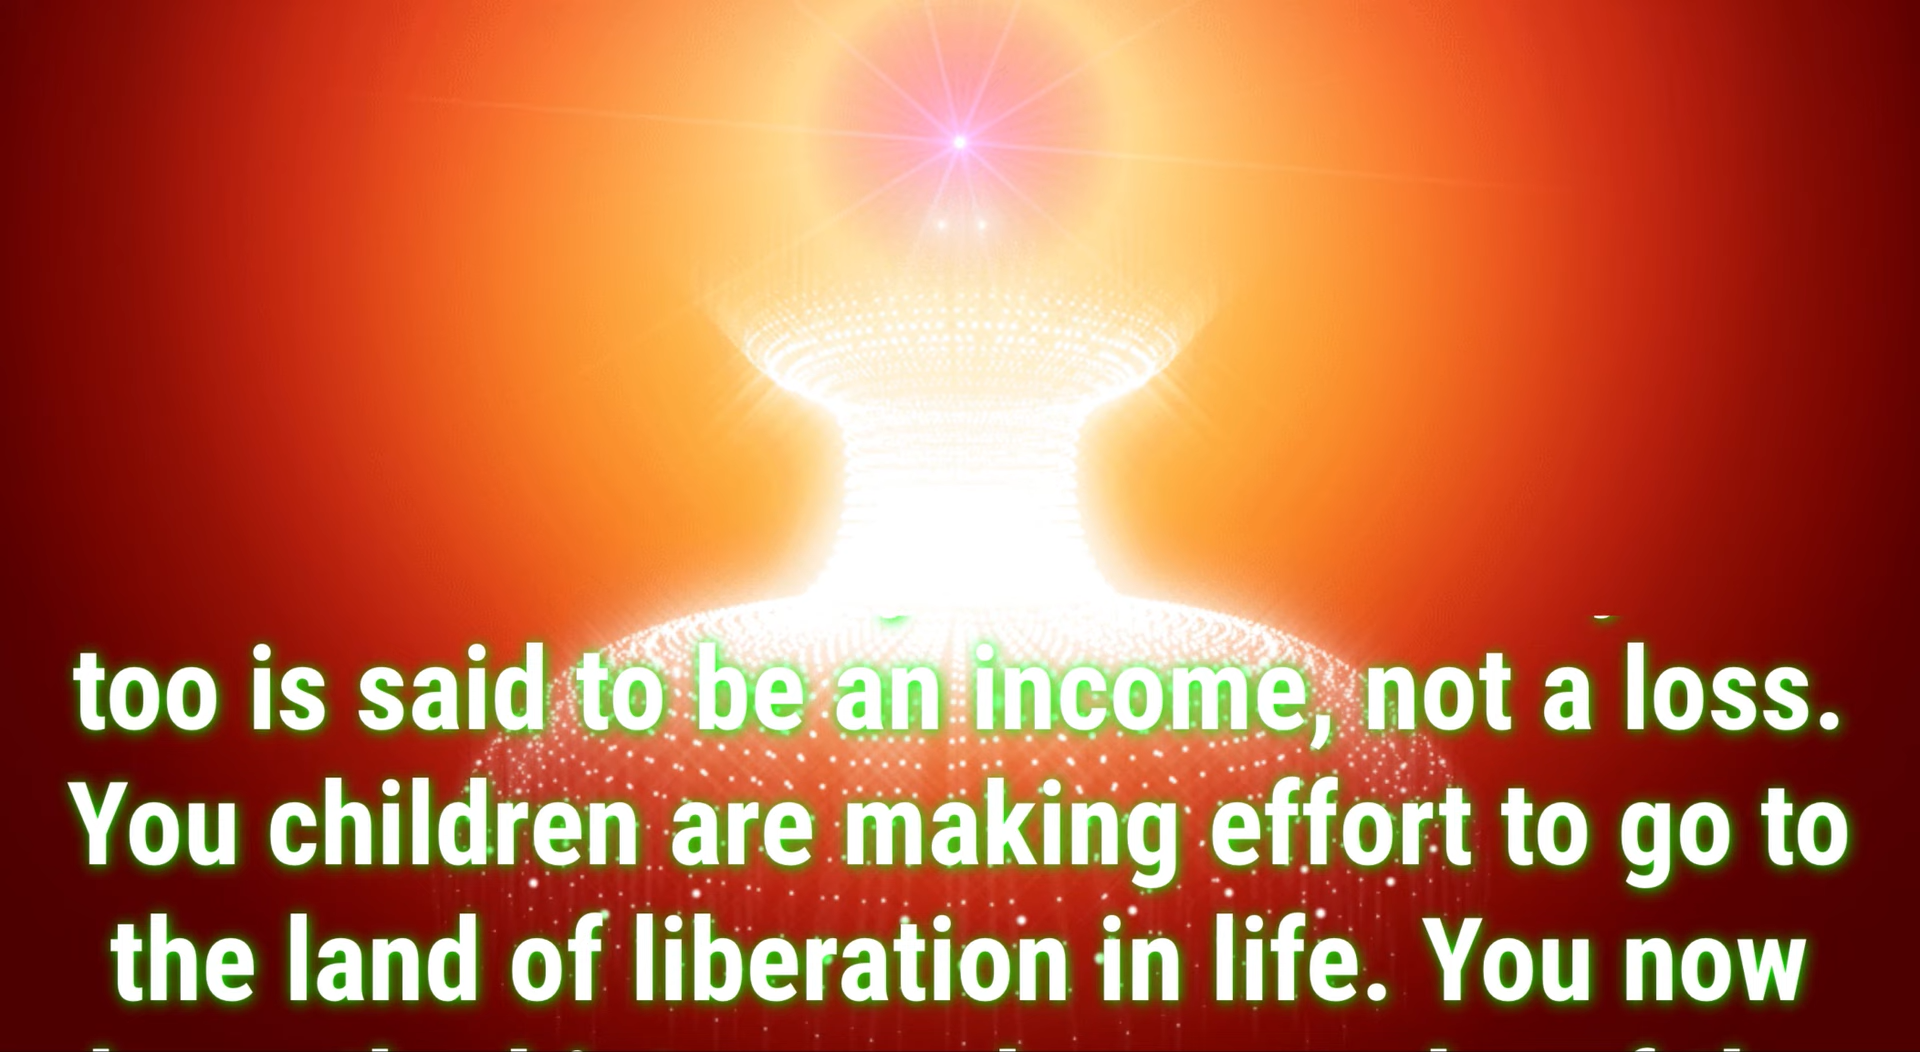 too is said to be an income, not a loss.
You children are making effort to go to
the land of liberation in life. You now